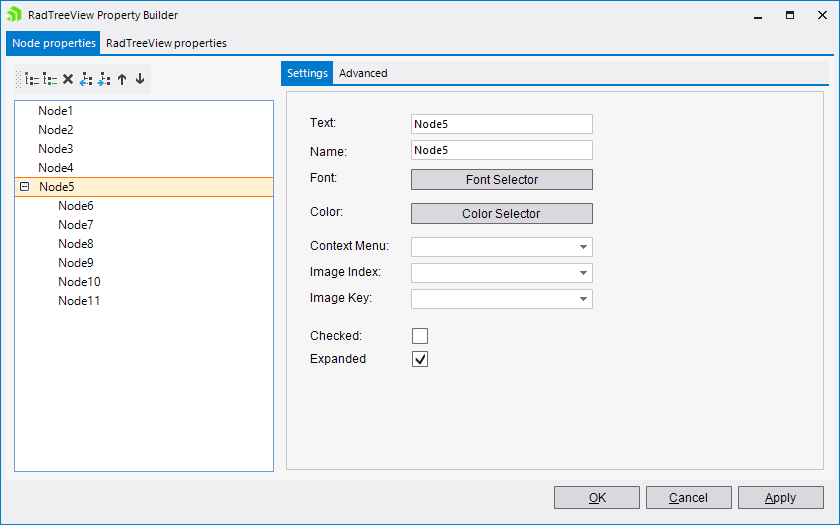 RadTreeView Property Builder
Node properties RadTreeView properties
Settings Advanced
Node1
Node2
Node3
Node4
Node5
Node6
Node7
Node8
Node9
Node10
Node11
Text: Node5
Name: Node5
Font: Font Selector
Color: Color Selector
Context Menu:
Image Index:
Image Key:
Checked:
Expanded
OK Cancel Apply